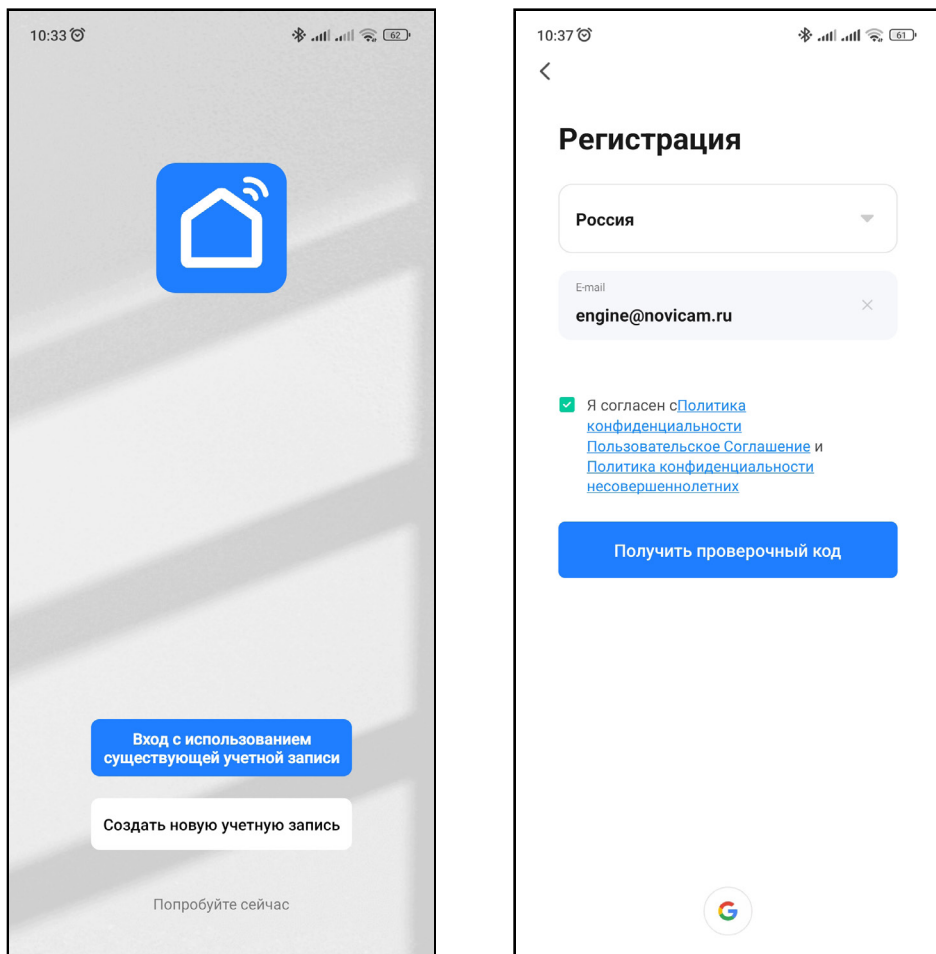 10:33
62
Вход с использованием
существующей учетной записи
Создать новую учетную запись
Попробуйте сейчас
10:37
61
Регистрация
Россия
E-mail
engine@novicam.ru
Я согласен сПолитика
конфиденциальности
Пользовательское Соглашение и
Политика конфиденциальности
несовершеннолетних
Получить проверочный код